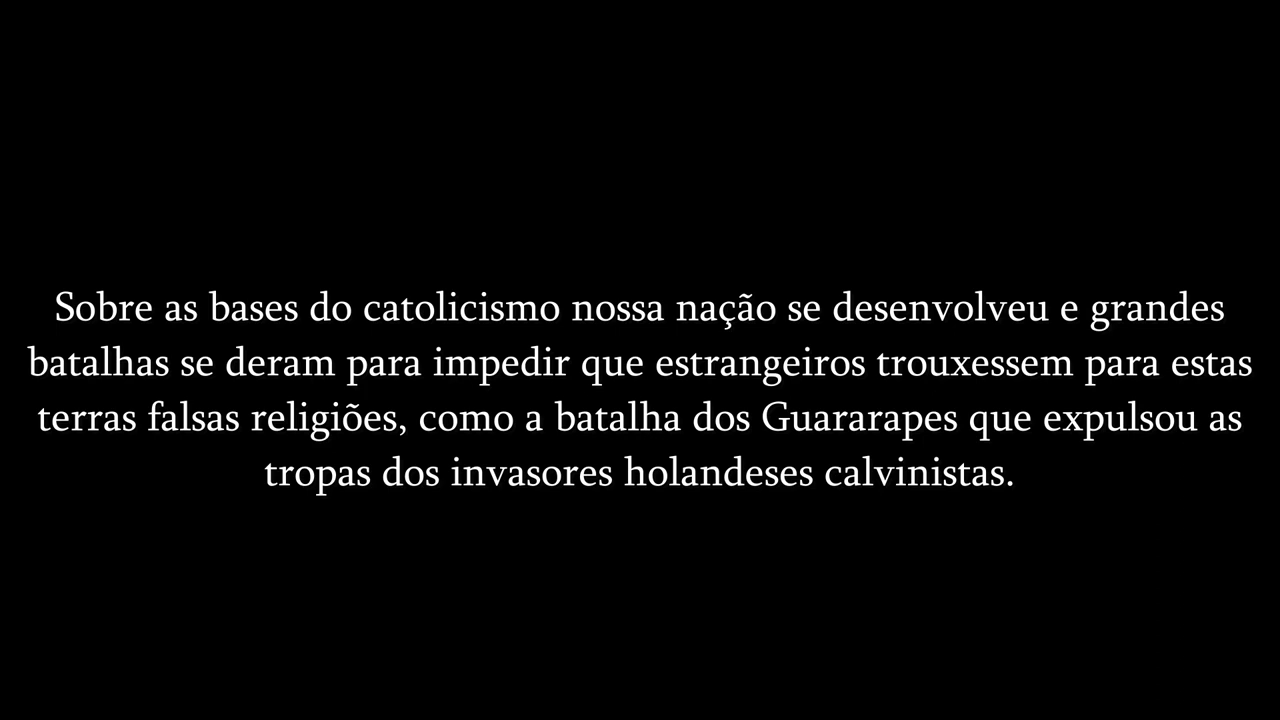 Sobre as bases do catolicismo nossa nação se desenvolveu e grandes
batalhas se deram para impedir que estrangeiros trouxessem para estas
terras falsas religiões, como a batalha dos Guararapes que expulsou as
tropas dos invasores holandeses calvinistas.